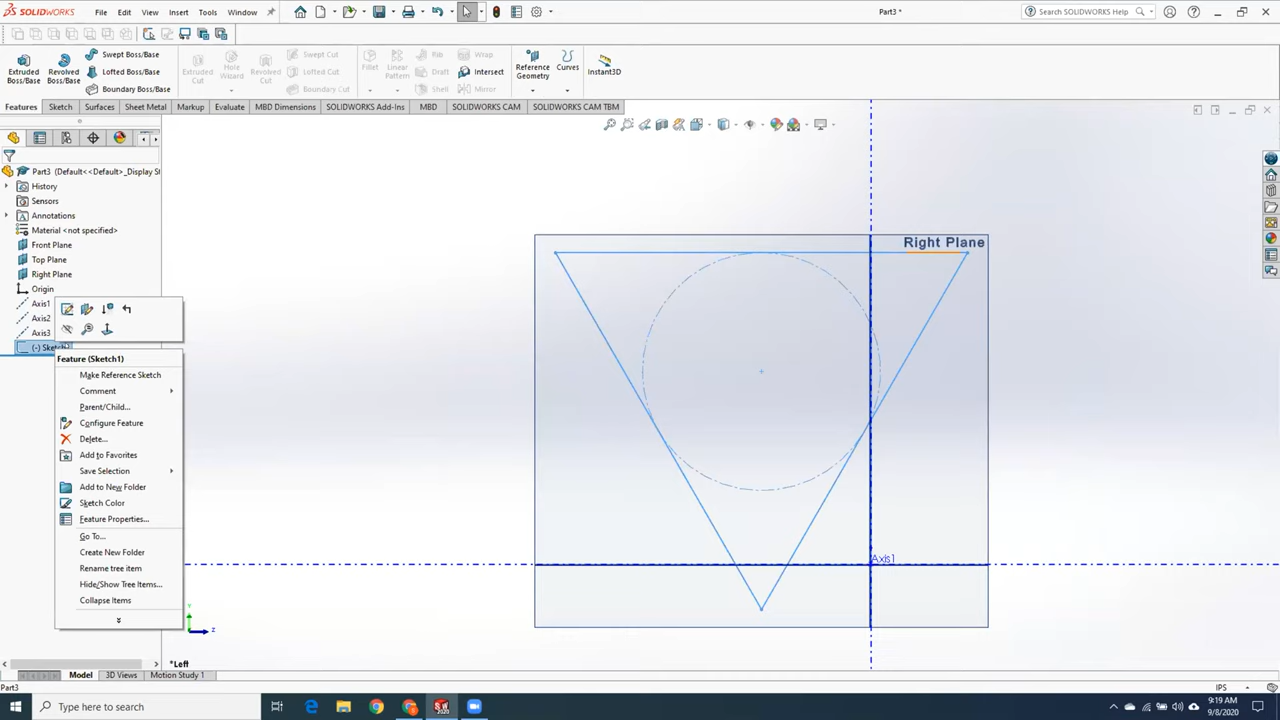 SOLIDWORKS File Edit View Insert Tools Window Part3 * Search SOLIDWORKS Help
Extruded Boss/Base
Revolved Boss/Base
Swept Boss/Base
Lofted Boss/Base
Boundary Boss/Base
Extruded Cut
Hole Wizard
Revolved Cut
Swept Cut
Lofted Cut
Boundary Cut
Fillet
Linear Pattern
Rib
Draft
Shell
Wrap
Intersect
Mirror
Reference Geometry
Curves
Instant3D
Features Sketch Surfaces Sheet Metal Markup Evaluate MBD Dimensions SOLIDWORKS Add-Ins MBD SOLIDWORKS CAM SOLIDWORKS CAM TBM
Part3 (Default<<Default>_Display St
History
Sensors
Annotations
Material <not specified>
Front Plane
Top Plane
Right Plane
Origin
Axis1
Axis2
Axis3
(-) Sketch
Feature (Sketch1)
Make Reference Sketch
Comment
Parent/Child...
Configure Feature
Delete...
Add to Favorites
Save Selection
Add to New Folder
Sketch Color
Feature Properties...
Go To...
Create New Folder
Rename tree item
Hide/Show Tree Items...
Collapse Items
Right Plane
Axis1
Y
Z
*Left
Model 3D Views Motion Study 1
Part3 IPS
Type here to search
SW 2020
9:19 AM
9/8/2020